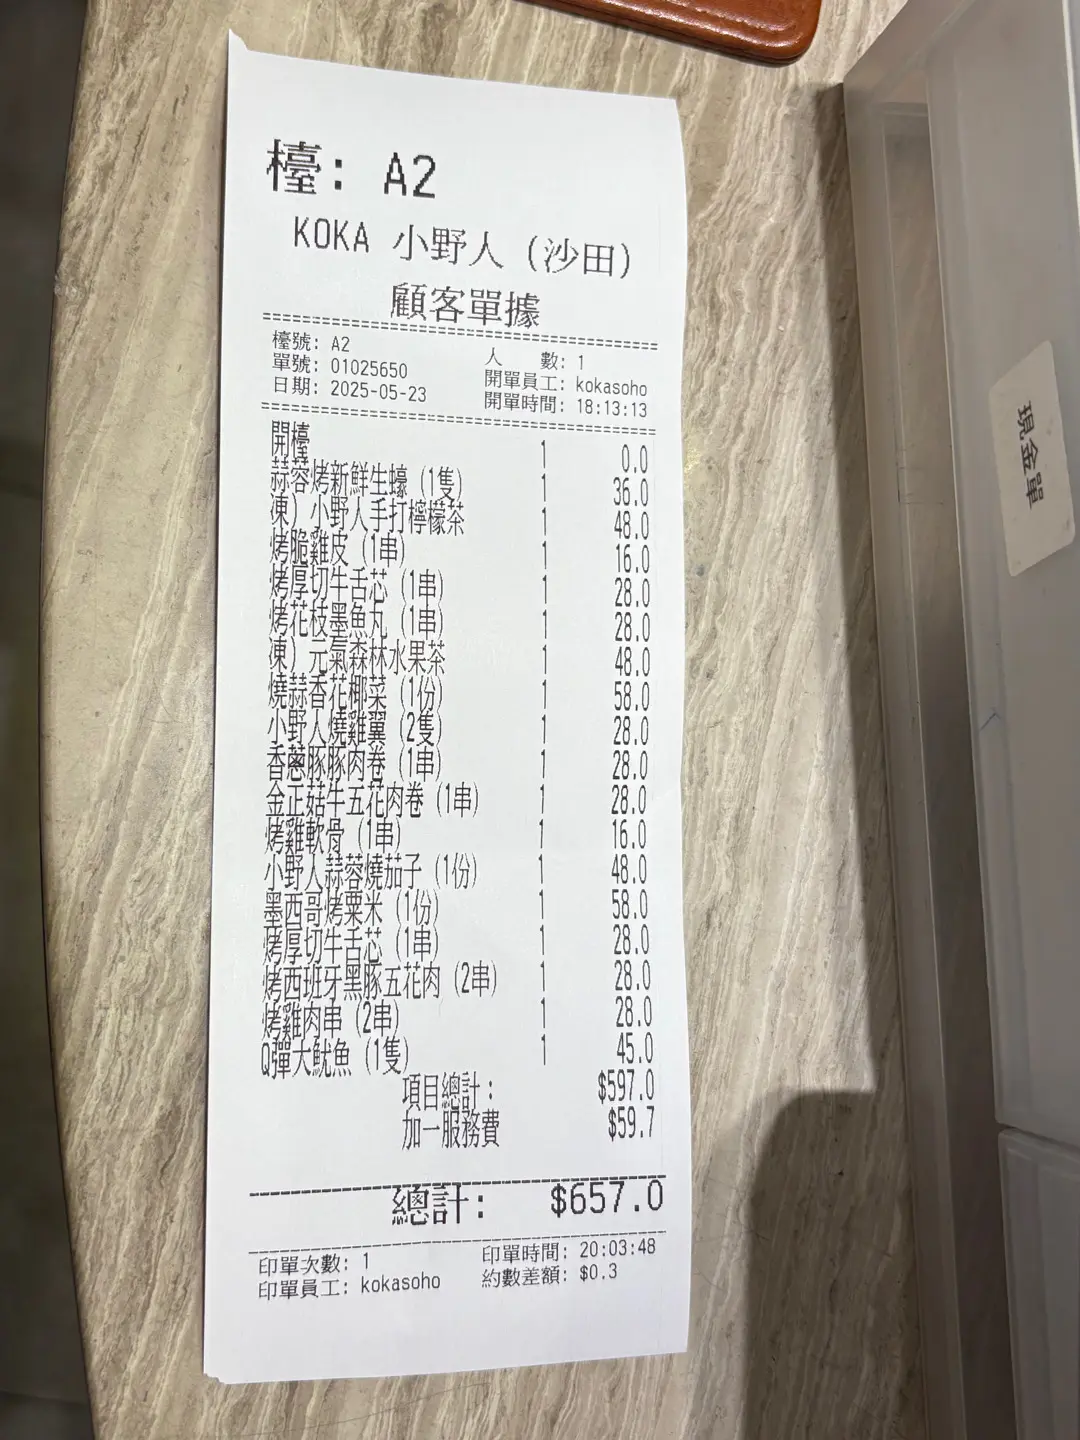 檯: A2
KOKA 小野人 (沙田)
顧客單據
檯號: A2 人 數: 1
單號: 01025650 開單員工: kokasoho
日期: 2025-05-23 開單時間: 18:13:13
開檯 1 0.0
蒜蓉烤新鮮生蠔 (1隻) 1 36.0
凍) 小野人手打檸檬茶 1 48.0
烤脆雞皮 (1串) 1 16.0
烤厚切牛舌芯 (1串) 1 28.0
烤花枝墨魚丸 (1串) 1 28.0
凍) 元氣森林水果茶 1 48.0
燒蒜香花椰菜 (1份) 1 58.0
小野人燒雞翼 (2隻) 1 28.0
香蔥豚豚肉卷 (1串) 1 28.0
金正菇牛五花肉卷 (1串) 1 28.0
烤雞軟骨 (1串) 1 16.0
小野人蒜蓉燒茄子 (1份) 1 48.0
墨西哥烤粟米 (1份) 1 58.0
烤厚切牛舌芯 (1串) 1 28.0
烤西班牙黑豚五花肉 (2串) 1 28.0
烤雞肉串 (2串) 1 28.0
Q彈大魷魚 (1隻) 1 45.0
項目總計: $597.0
加一服務費 $59.7
總計: $657.0
印單次數: 1 印單時間: 20:03:48
印單員工: kokasoho 約數差額: $0.3
現金單